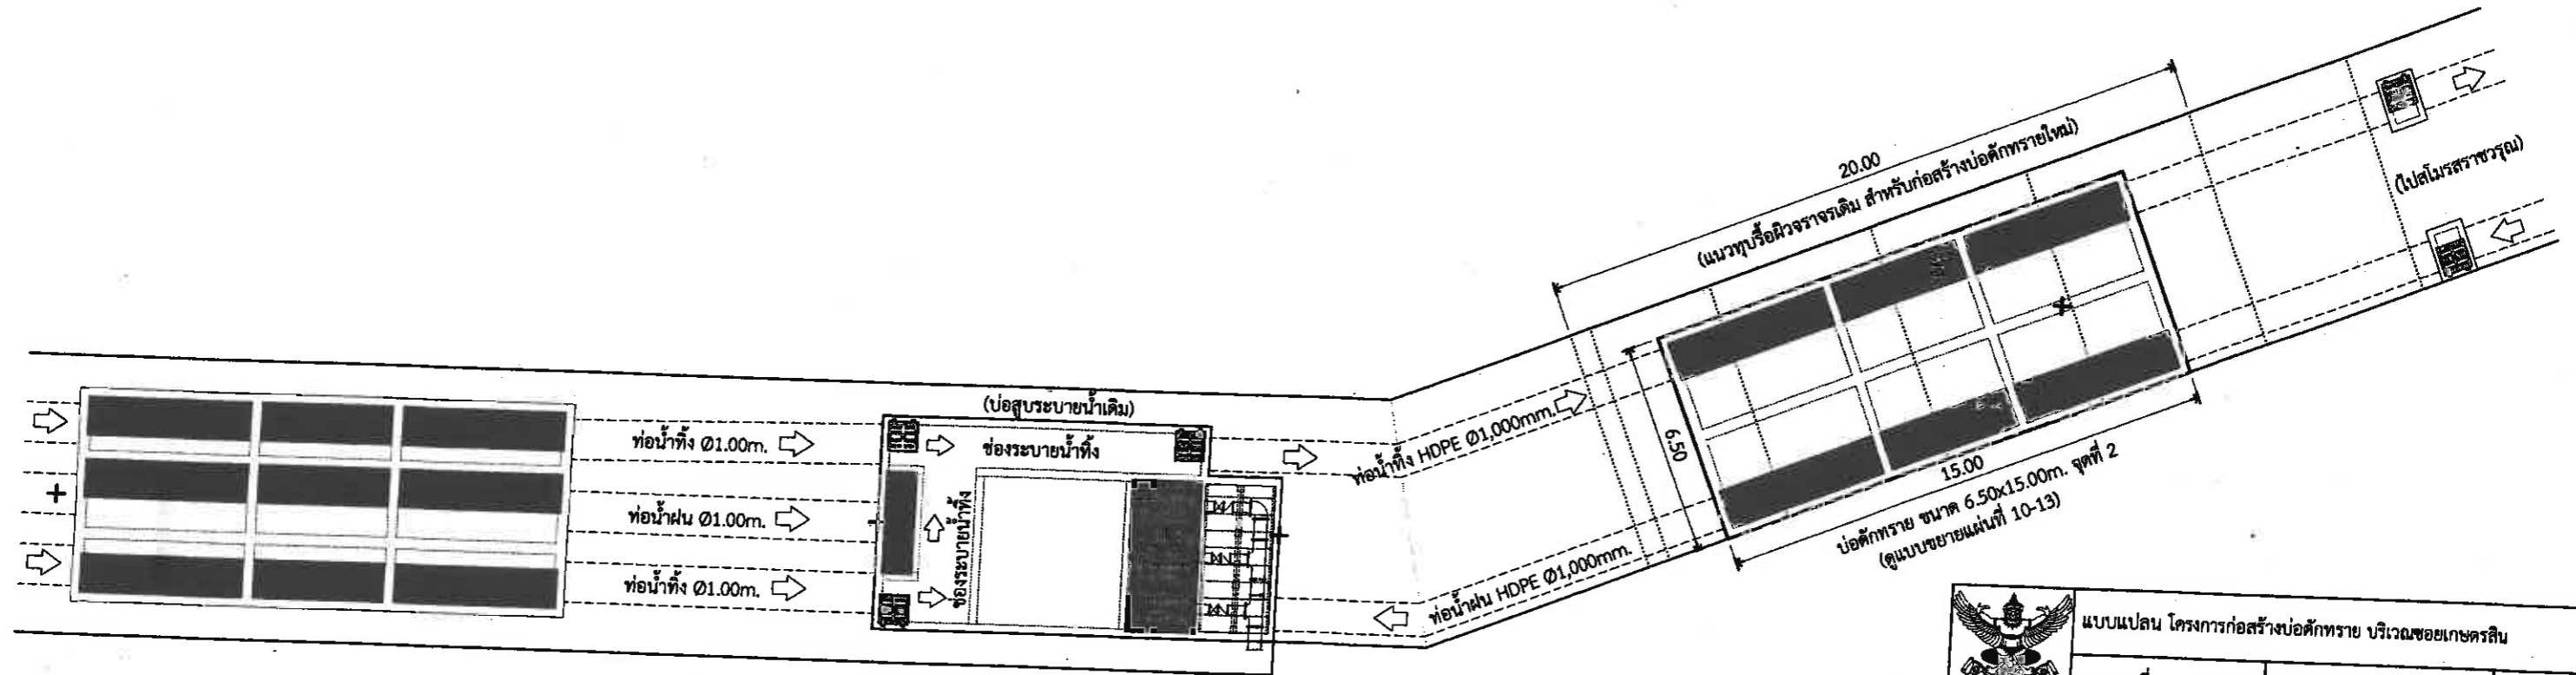 20.00
(แนวทุบรื้อผิวจราจรเดิม สำหรับก่อสร้างบ่อดักทรายใหม่)
(ไปสโมรสราชวรุณ)
(บ่อสูบระบายน้ำเดิม)
ท่อน้ำทิ้ง Ø1.00m.
ช่องระบายน้ำทิ้ง
ท่อน้ำทิ้ง HDPE Ø1,000mm.
6.50
15.00
บ่อดักทราย ขนาด 6.50x15.00m. จุดที่ 2
(ดูแบบขยายแผ่นที่ 10-13)
ท่อน้ำฝน Ø1.00m.
ช่องระบายน้ำทิ้ง
ท่อน้ำทิ้ง Ø1.00m.
ท่อน้ำฝน HDPE Ø1,000mm.
แบบแปลน โครงการก่อสร้างบ่อดักทราย บริเวณซอยเกษตรสิน